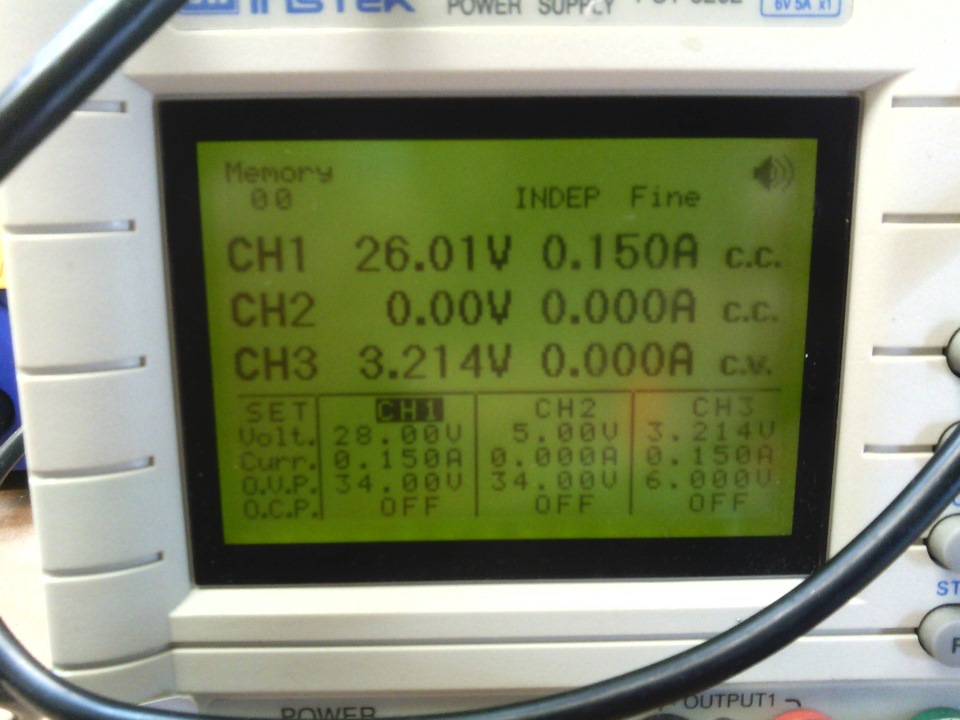 INSTEK POWER SUPPLY
6V 5A x1
Memory
00
INDEP Fine
CH1 26.01V 0.150A c.c.
CH2 0.00V 0.000A c.c.
CH3 3.214V 0.000A c.v.
SET CH1 CH2 CH3
Volt. 28.00V 5.00V 3.214V
Curr. 0.150A 0.000A 0.150A
O.V.P. 34.00V 34.00V 6.000V
O.C.P. OFF OFF OFF
ST
POWER
OUTPUT1